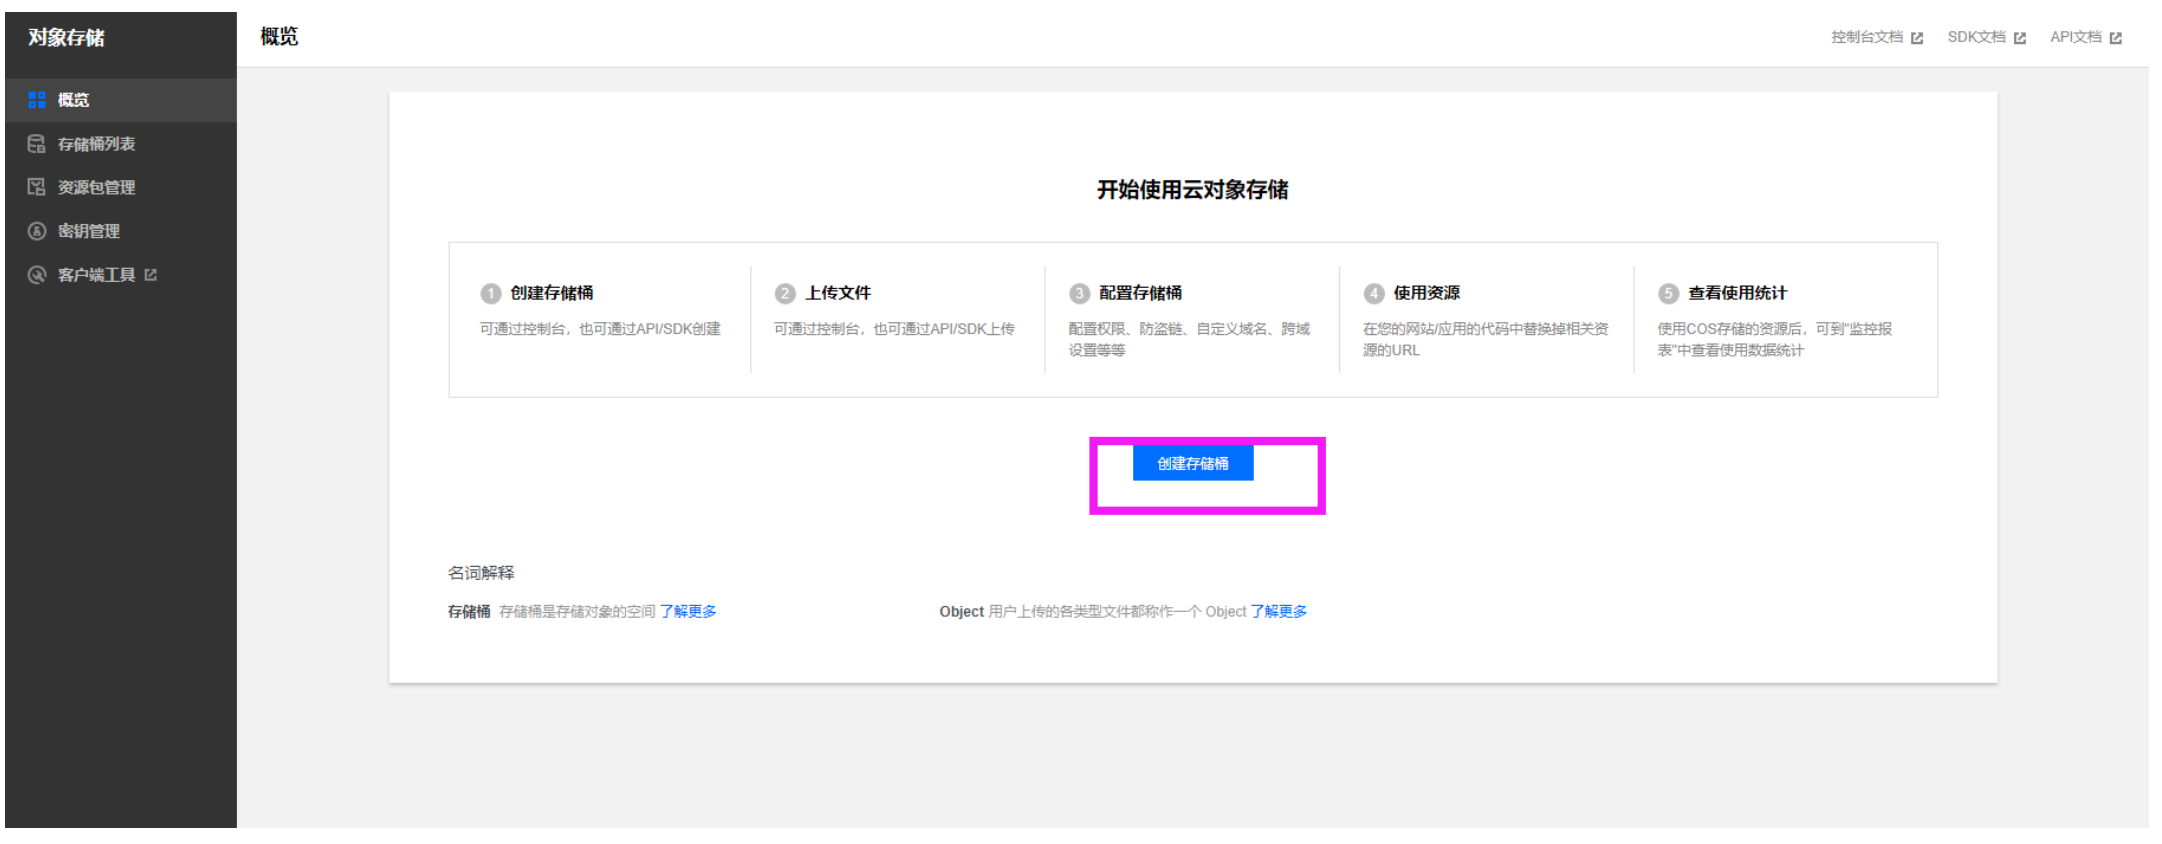 对象存储
概览
控制台文档
SDK文档
API文档
概览
存储桶列表
资源包管理
密钥管理
客户端工具
开始使用云对象存储
1 创建存储桶
可通过控制台，也可通过API/SDK创建
2 上传文件
可通过控制台，也可通过API/SDK上传
3 配置存储桶
配置权限、防盗链、自定义域名、跨域
设置等等
4 使用资源
在您的网站/应用的代码中替换掉相关资
源的URL
5 查看使用统计
使用COS存储的资源后，可到"监控报
表"中查看使用数据统计
创建存储桶
名词解释
存储桶 存储桶是存储对象的空间 了解更多
Object 用户上传的各类型文件都称作一个 Object 了解更多